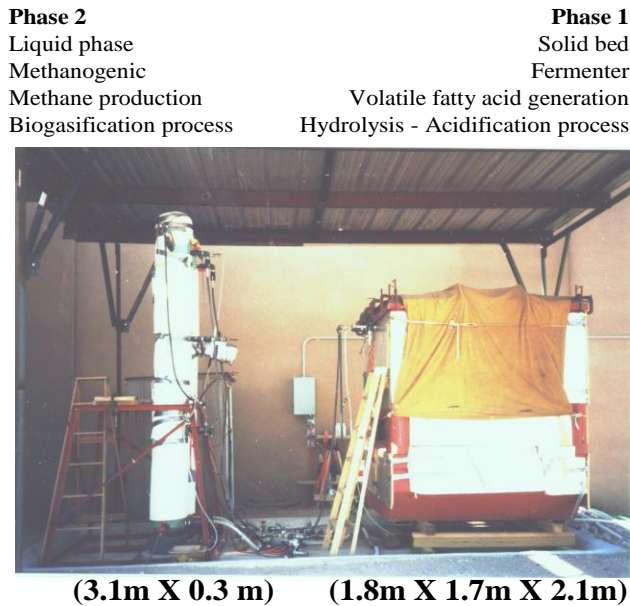 Phase 2
Liquid phase
Methanogenic
Methane production
Biogasification process
Phase 1
Solid bed
Fermenter
Volatile fatty acid generation
Hydrolysis - Acidification process
(3.1m X 0.3 m)
(1.8m X 1.7m X 2.1m)